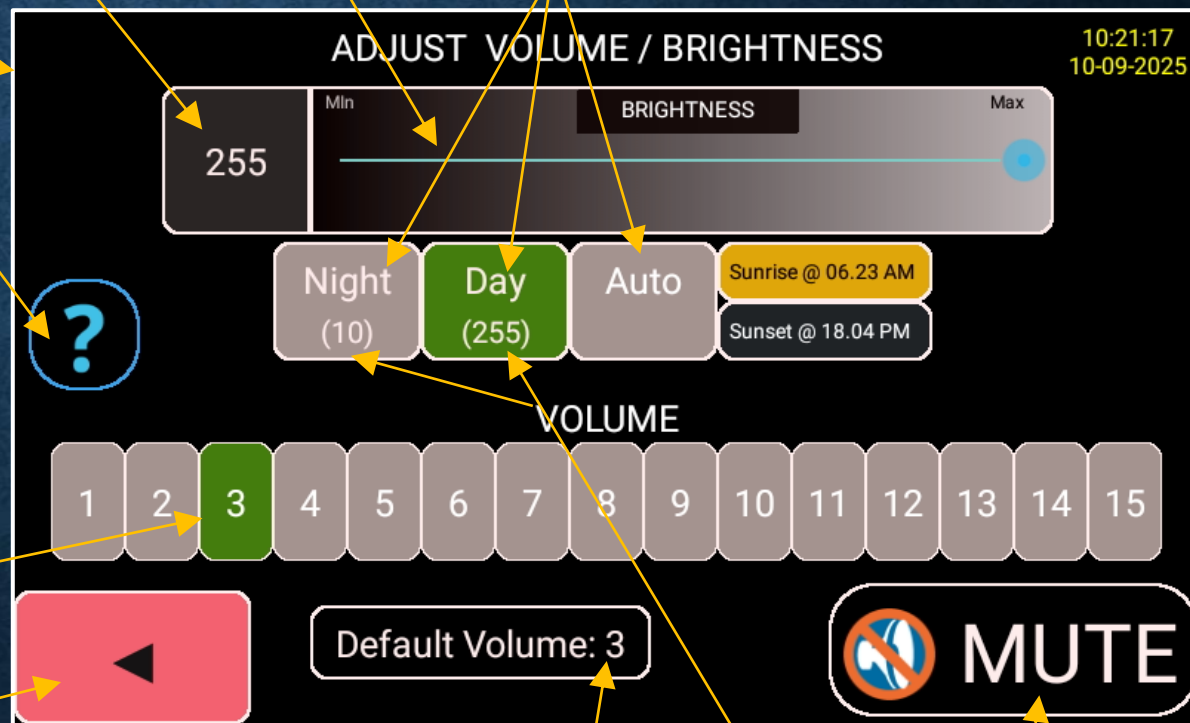 ADJUST VOLUME / BRIGHTNESS
10:21:17
10-09-2025
MIn
BRIGHTNESS
Max
255
Night
(10)
Day
(255)
Auto
Sunrise @ 06.23 AM
Sunset @ 18.04 PM
?
VOLUME
1 2 3 4 5 6 7 8 9 10 11 12 13 14 15
Default Volume: 3
MUTE